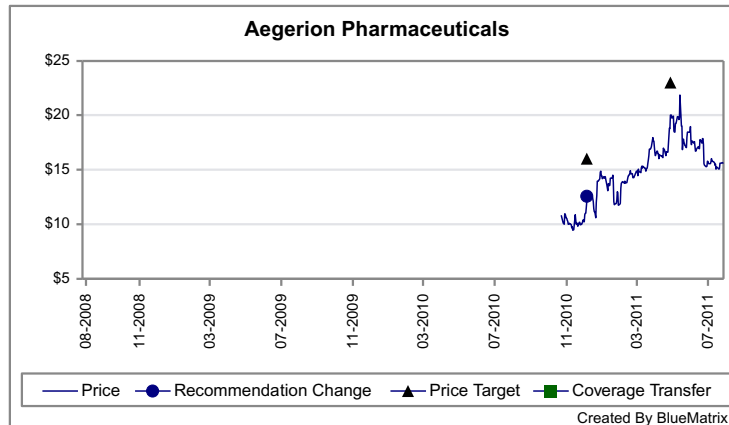 Aegerion Pharmaceuticals
$25
$20
$15
$10
$5
08-2008
11-2008
03-2009
07-2009
11-2009
03-2010
07-2010
11-2010
03-2011
07-2011
Price
Recommendation Change
Price Target
Coverage Transfer
Created By BlueMatrix